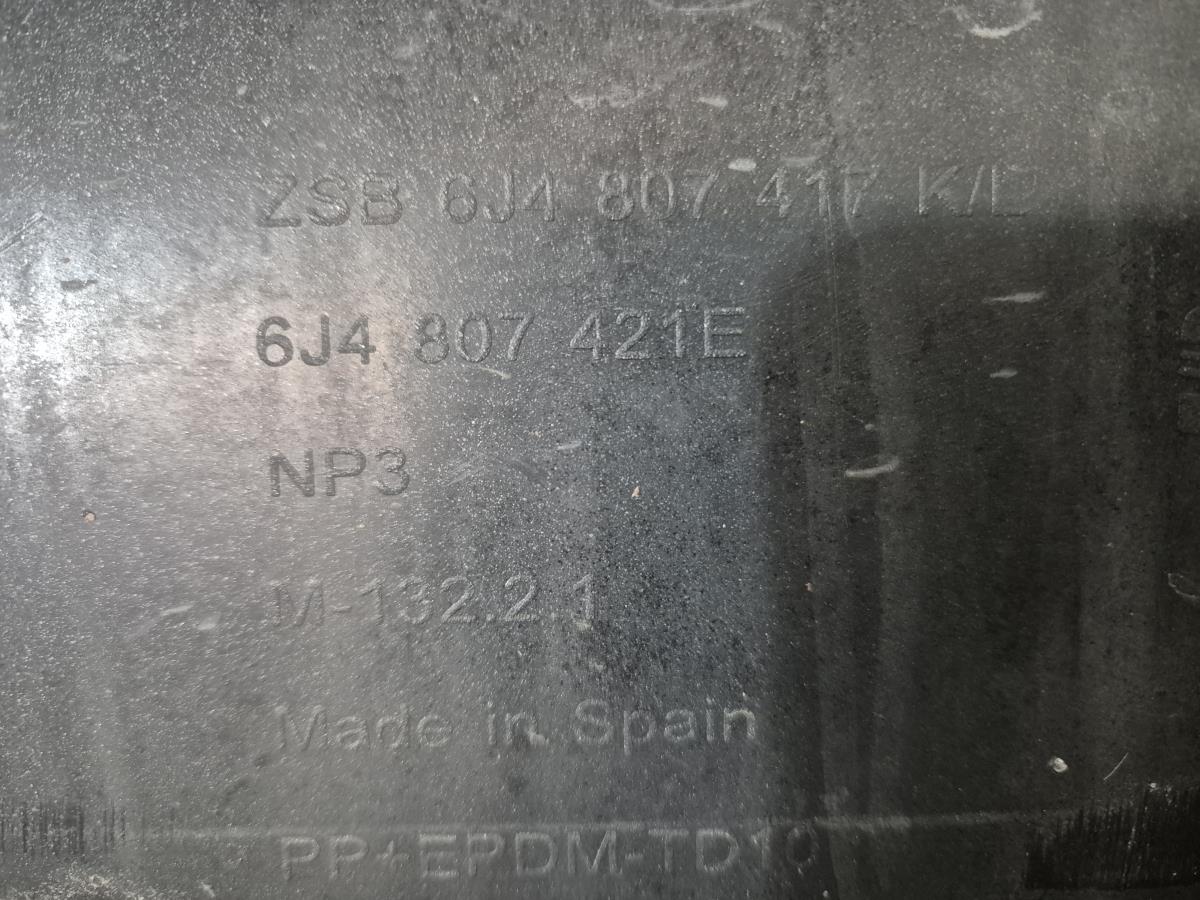 ZSB 6J4 807 417 K/L
6J4 807 421E
NP3
M-132.2.1
Made in Spain
PP+EPDM-TD10